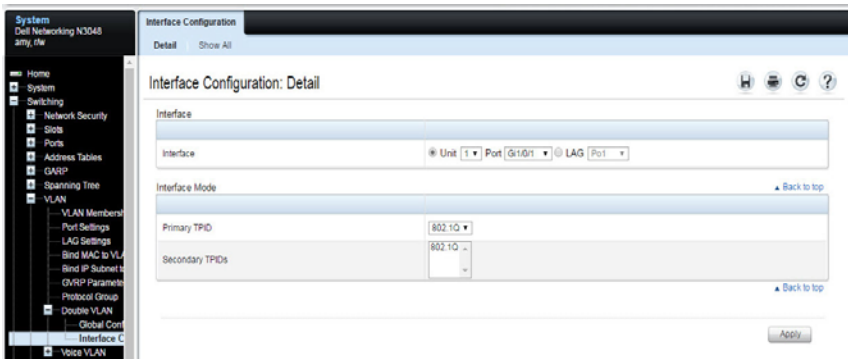 System
Dell Networking N3048
amy, r/w
Home
System
Switching
Network Security
Slots
Ports
Address Tables
GARP
Spanning Tree
VLAN
VLAN Membersh
Port Settings
LAG Settings
Bind MAC to VLA
Bind IP Subnet to
GVRP Paramete
Protocol Group
Double VLAN
Global Conf
Interface C
Voice VLAN
Interface Configuration
Detail Show All
Interface Configuration: Detail
Interface
Interface Unit 1 Port Gi1/0/1 LAG Po1
Interface Mode
Back to top
Primary TPID 802.1Q
Secondary TPIDs 802.1Q
Back to top
Apply